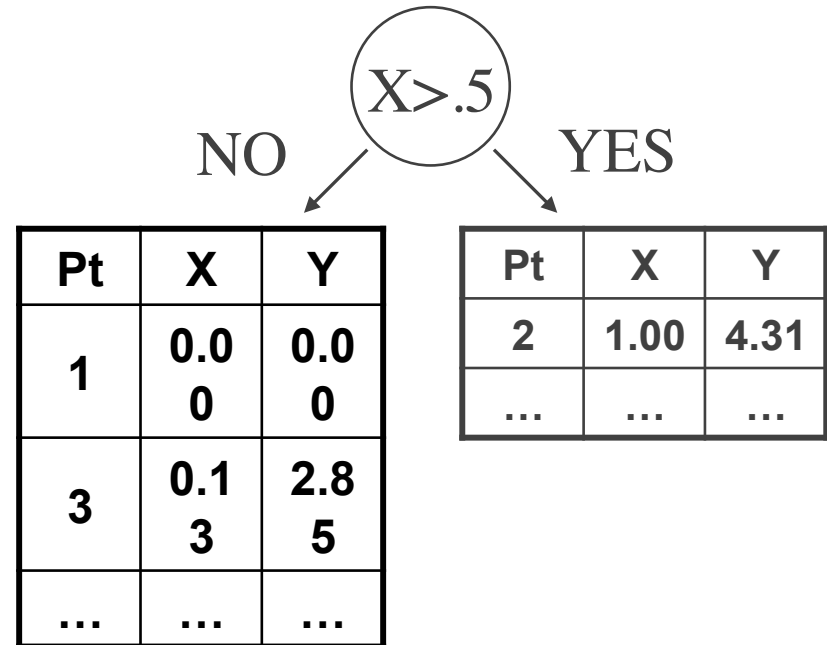 X>.5
NO
YES
Pt X Y
1 0.0 0.0
0 0
3 0.1 2.8
3 5
... ... ...
Pt X Y
2 1.00 4.31
... ... ...